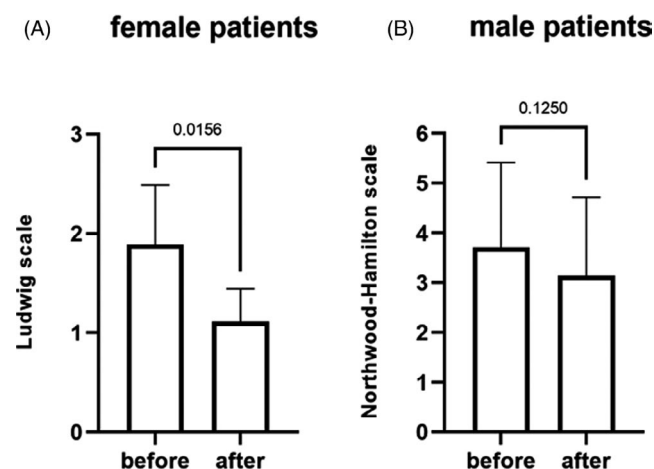 (A) female patients
0.0156
Ludwig scale
3
2
1
0
before after
(B) male patients
0.1250
Northwood-Hamilton scale
6
5
4
3
2
1
0
before after